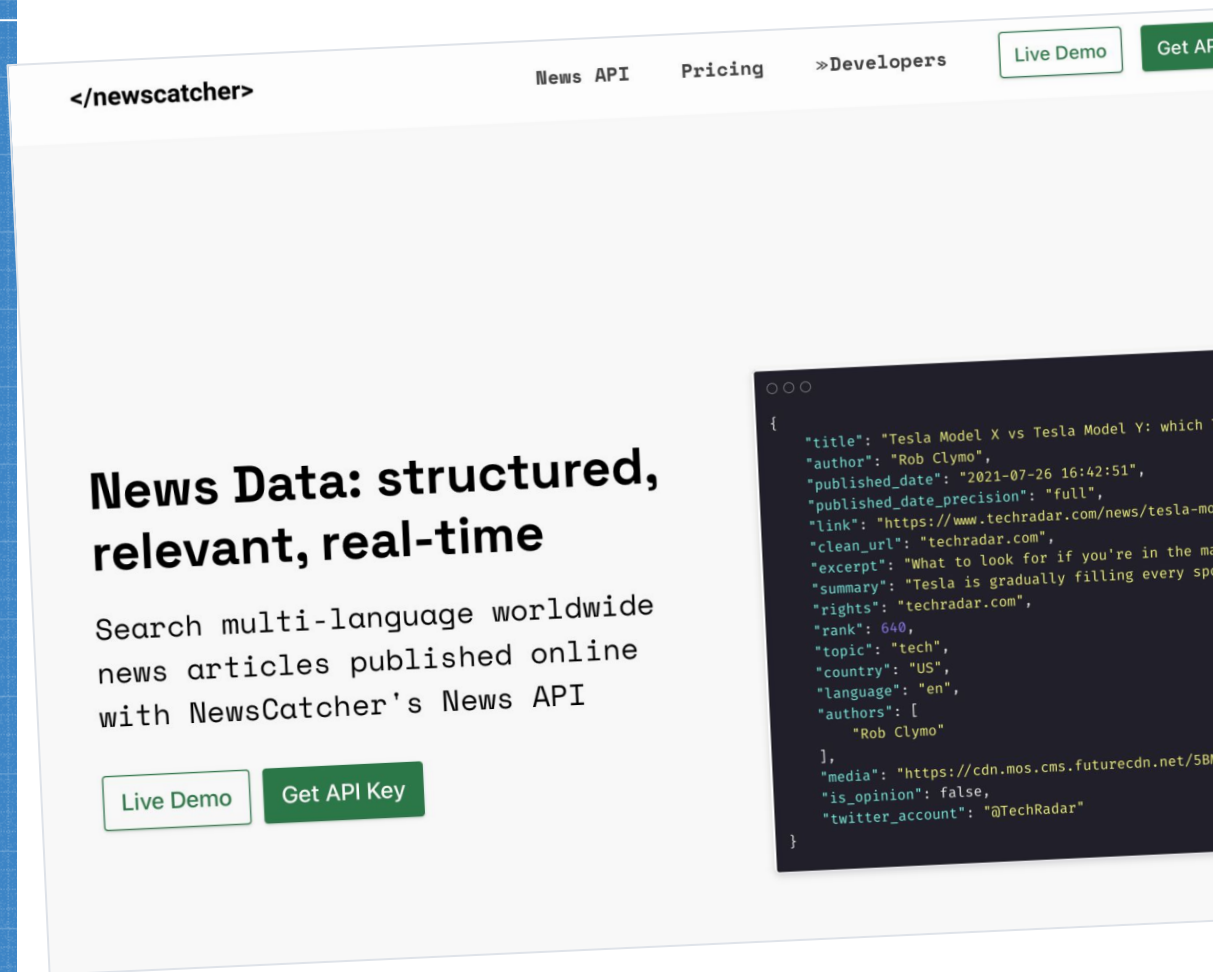 </newscatcher>
News API Pricing »Developers Live Demo Get
News Data: structured,
relevant, real-time
Search multi-language worldwide
news articles published online
with NewsCatcher's News API
Live Demo Get API Key
{
"title": "Tesla Model X vs Tesla Model Y: which
"author": "Rob Clymo",
"published_date": "2021-07-26 16:42:51",
"published_date_precision": "full",
"link": "https://www.techradar.com/news/tesla-mo
"clean_url": "techradar.com",
"excerpt": "What to look for if you're in the ma
"summary": "Tesla is gradually filling every spo
"rights": "techradar.com",
"rank": 640,
"topic": "tech",
"country": "US",
"language": "en",
"authors": [
"Rob Clymo"
],
"media": "https://cdn.mos.cms.futurecdn.net/5B
"is_opinion": false,
"twitter_account": "@TechRadar"
}